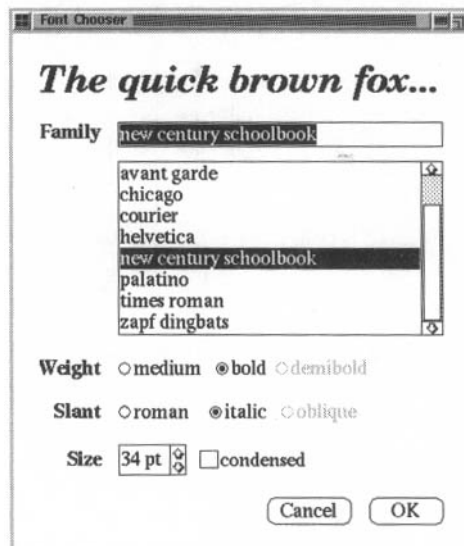 Font Chooser
The quick brown fox...
Family new century schoolbook
avant garde
chicago
courier
helvetica
new century schoolbook
palatino
times roman
zapf dingbats
Weight medium bold demibold
Slant roman italic oblique
Size 34 pt condensed
Cancel OK